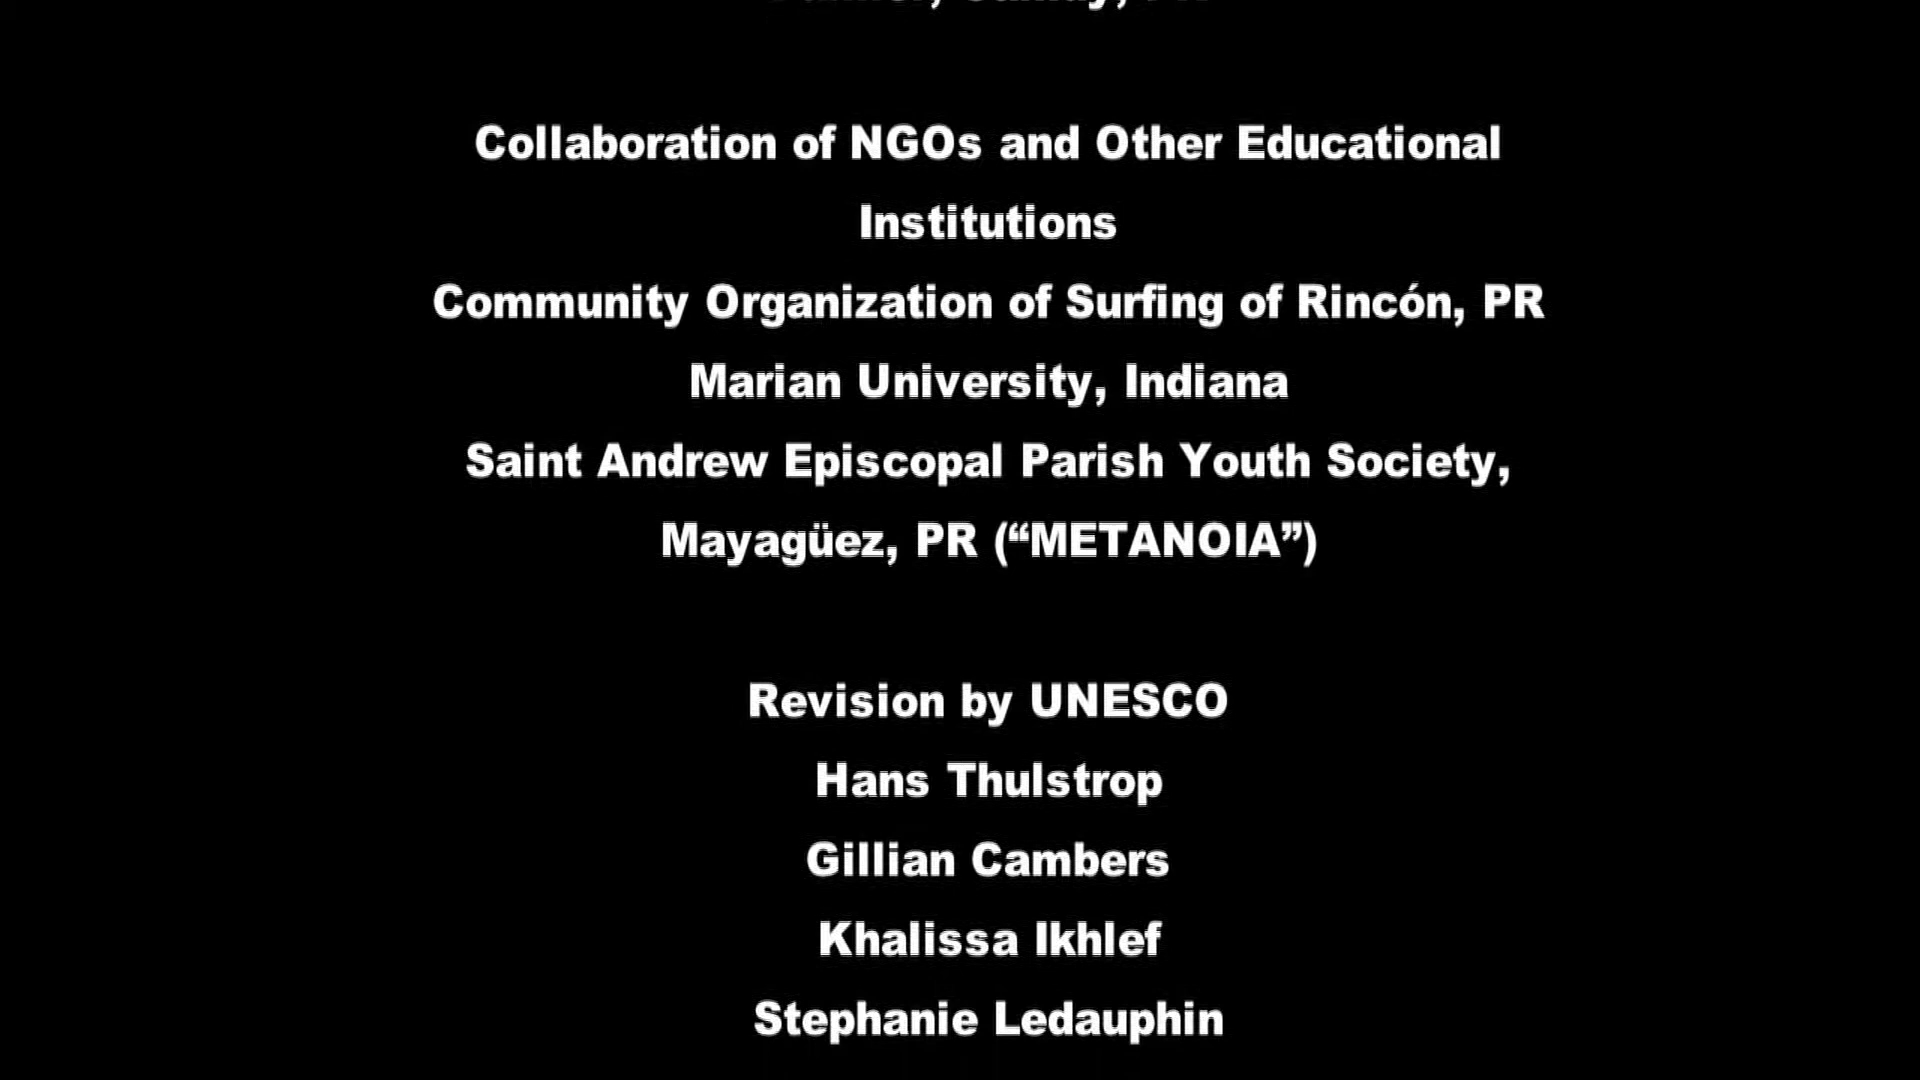 Collaboration of NGOs and Other Educational
Institutions
Community Organization of Surfing of Rincón, PR
Marian University, Indiana
Saint Andrew Episcopal Parish Youth Society,
Mayagüez, PR (“METANOIA”)
Revision by UNESCO
Hans Thulstrop
Gillian Cambers
Khalissa Ikhlef
Stephanie Ledauphin